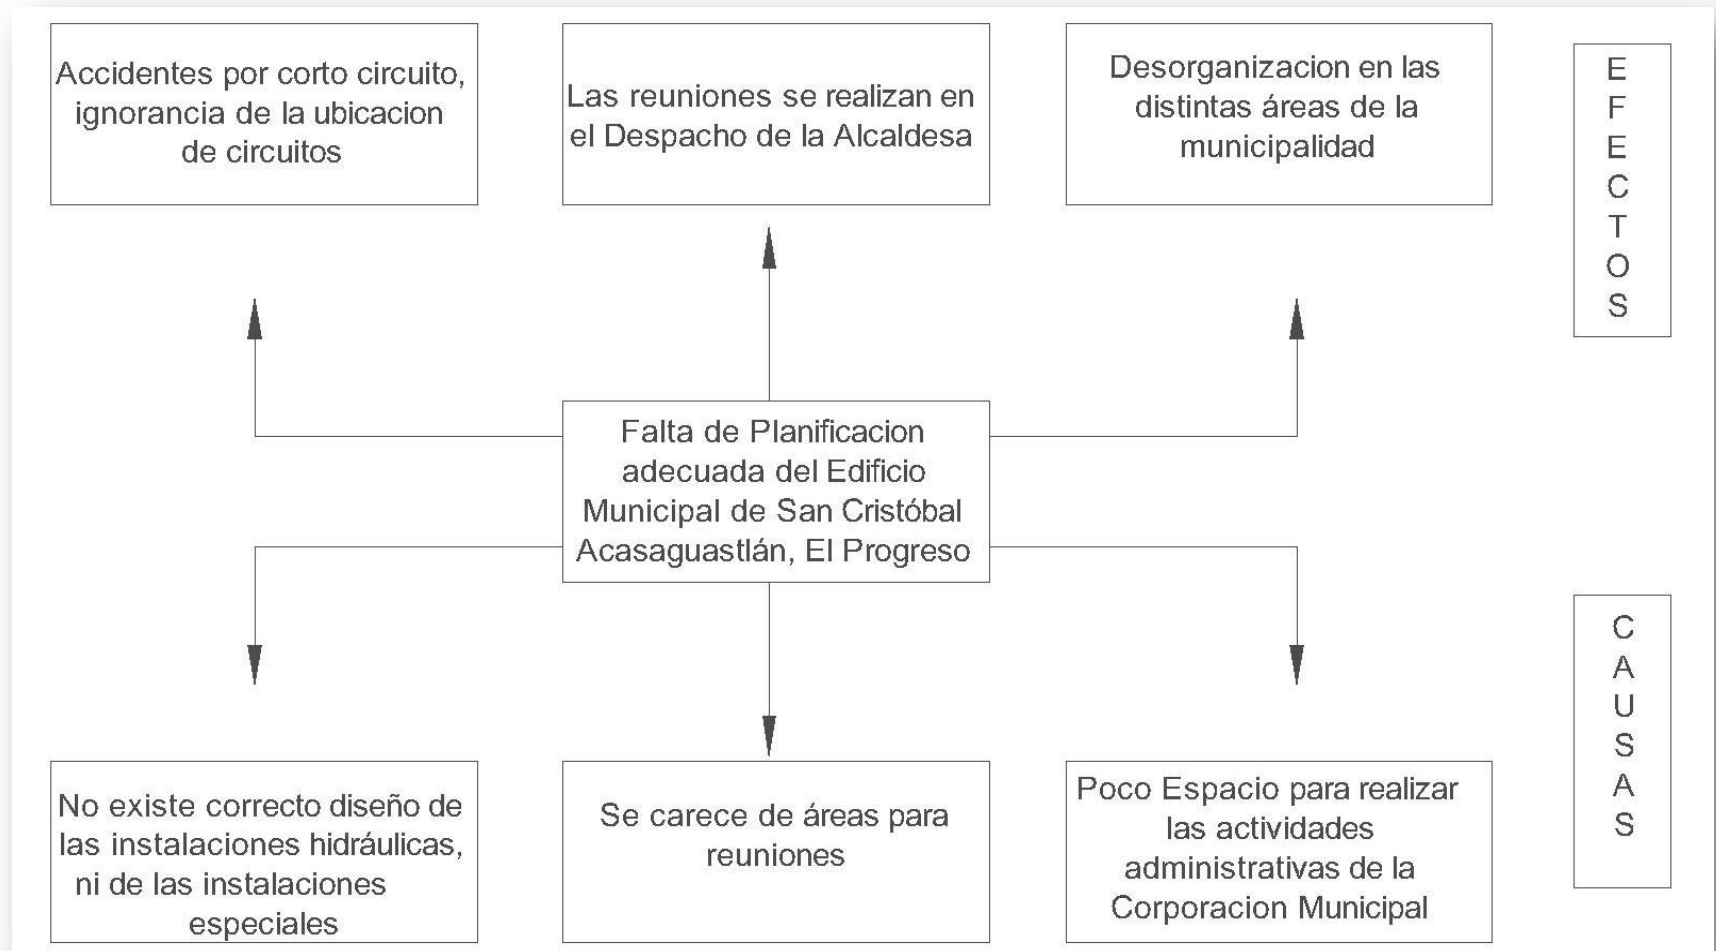 Accidentes por corto circuito,
ignorancia de la ubicacion
de circuitos
Las reuniones se realizan en
el Despacho de la Alcaldesa
Desorganizacion en las
distintas áreas de la
municipalidad
E
F
E
C
T
O
S
Falta de Planificacion
adecuada del Edificio
Municipal de San Cristóbal
Acasaguastlán, El Progreso
No existe correcto diseño de
las instalaciones hidráulicas,
ni de las instalaciones
especiales
Se carece de áreas para
reuniones
Poco Espacio para realizar
las actividades
administrativas de la
Corporacion Municipal
C
A
U
S
A
S